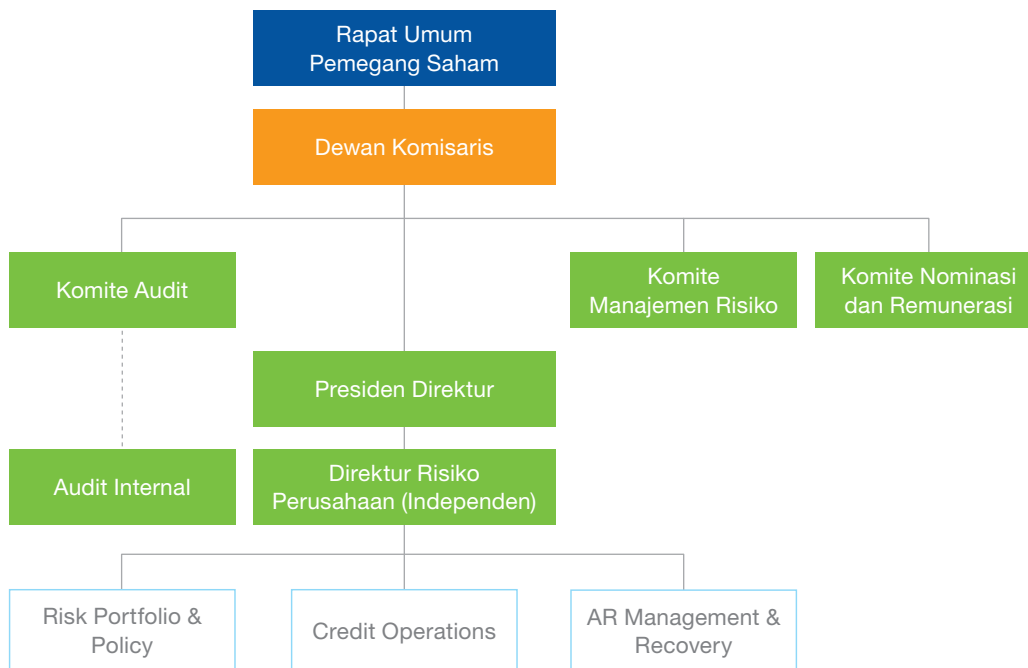 Rapat Umum
Pemegang Saham
Dewan Komisaris
Komite Audit
Komite
Manajemen Risiko
Komite Nominasi
dan Remunerasi
Presiden Direktur
Audit Internal
Direktur Risiko
Perusahaan (Independen)
Risk Portfolio &
Policy
Credit Operations
AR Management &
Recovery